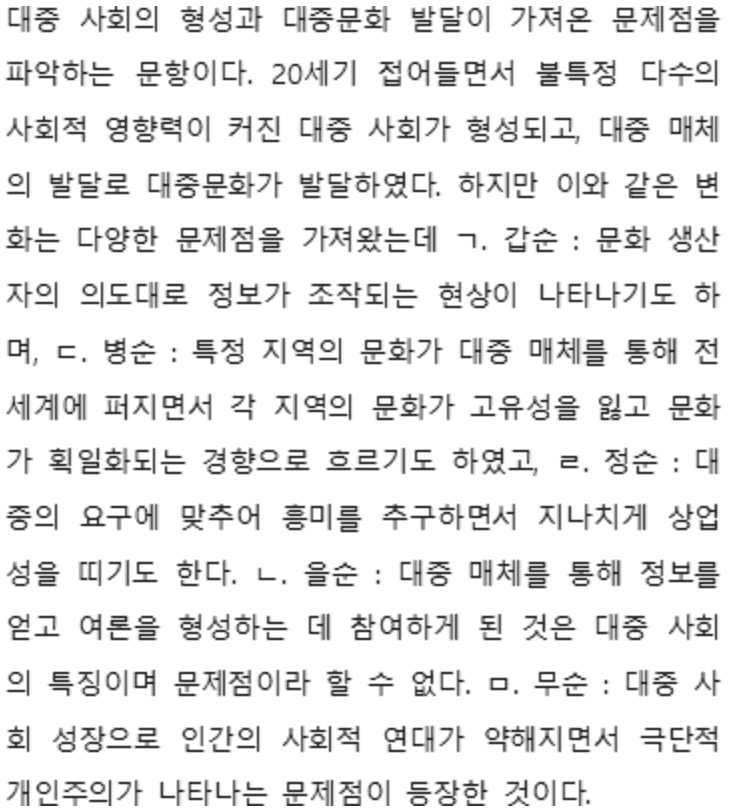 대중 사회의 형성과 대중문화 발달이 가져온 문제점을
파악하는 문항이다. 20세기 접어들면서 불특정 다수의
사회적 영향력이 커진 대중 사회가 형성되고, 대중 매체
의 발달로 대중문화가 발달하였다. 하지만 이와 같은 변
화는 다양한 문제점을 가져왔는데 ㄱ. 갑순 : 문화 생산
자의 의도대로 정보가 조작되는 현상이 나타나기도 하
며, ㄷ. 병순 : 특정 지역의 문화가 대중 매체를 통해 전
세계에 퍼지면서 각 지역의 문화가 고유성을 잃고 문화
가 획일화되는 경향으로 흐르기도 하였고, ㄹ. 정순 : 대
중의 요구에 맞추어 흥미를 추구하면서 지나치게 상업
성을 띠기도 한다. ㄴ. 을순 : 대중 매체를 통해 정보를
얻고 여론을 형성하는 데 참여하게 된 것은 대중 사회
의 특징이며 문제점이라 할 수 없다. ㅁ. 무순 : 대중 사
회 성장으로 인간의 사회적 연대가 약해지면서 극단적
개인주의가 나타나는 문제점이 등장한 것이다.